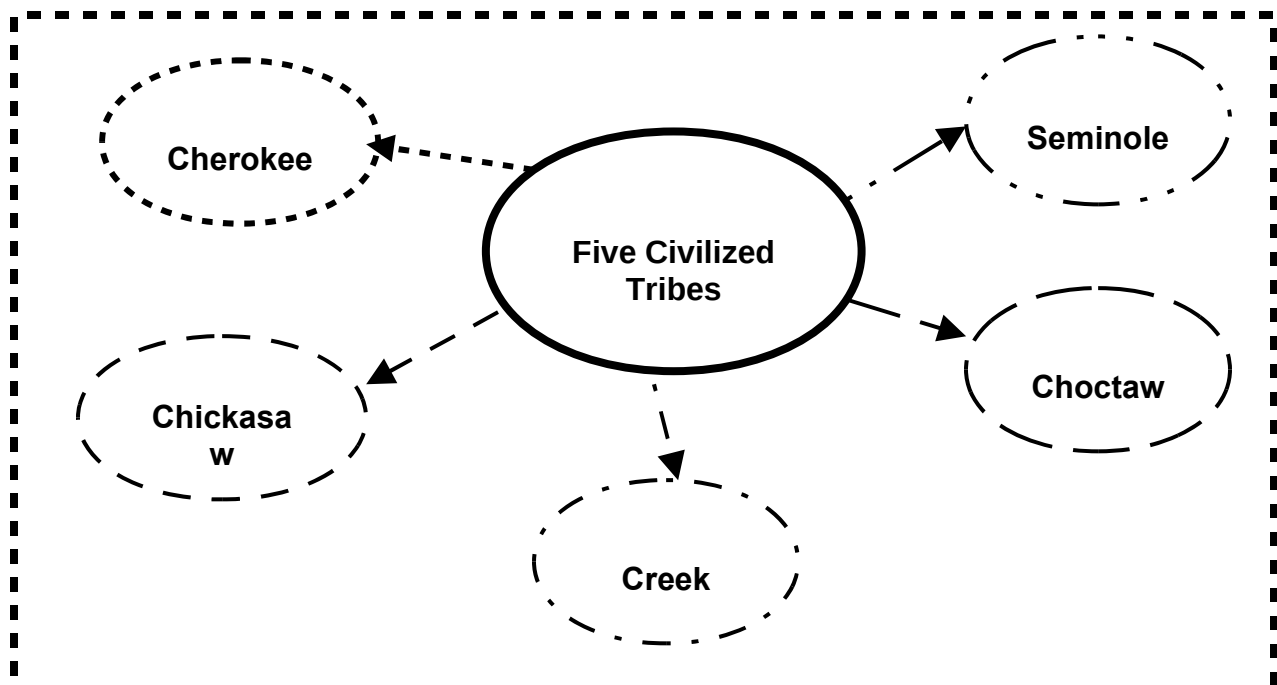 Cherokee
Seminole
Five Civilized
Tribes
Choctaw
Chickasa
w
Creek